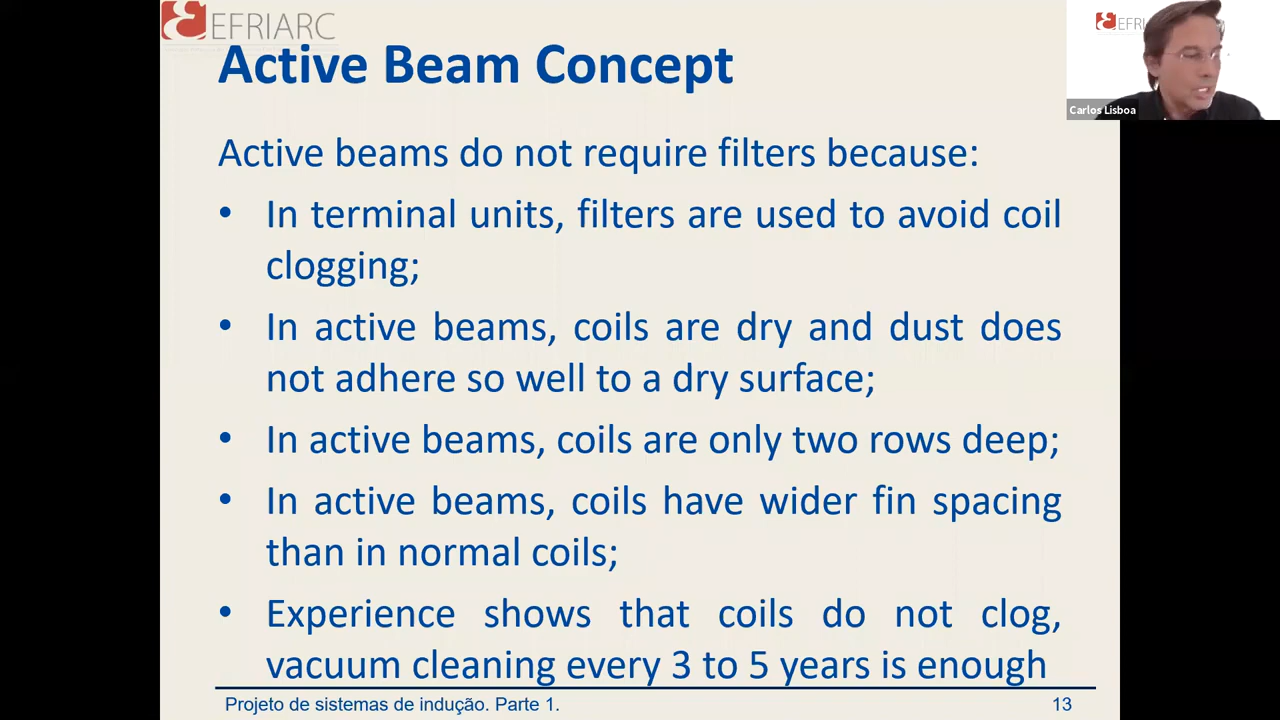 EFRIARC
Active Beam Concept
EFRI
Carlos Lisboa
Active beams do not require filters because:
• In terminal units, filters are used to avoid coil
clogging;
• In active beams, coils are dry and dust does
not adhere so well to a dry surface;
• In active beams, coils are only two rows deep;
• In active beams, coils have wider fin spacing
than in normal coils;
• Experience shows that coils do not clog,
vacuum cleaning every 3 to 5 years is enough
Projeto de sistemas de indução. Parte 1.
13